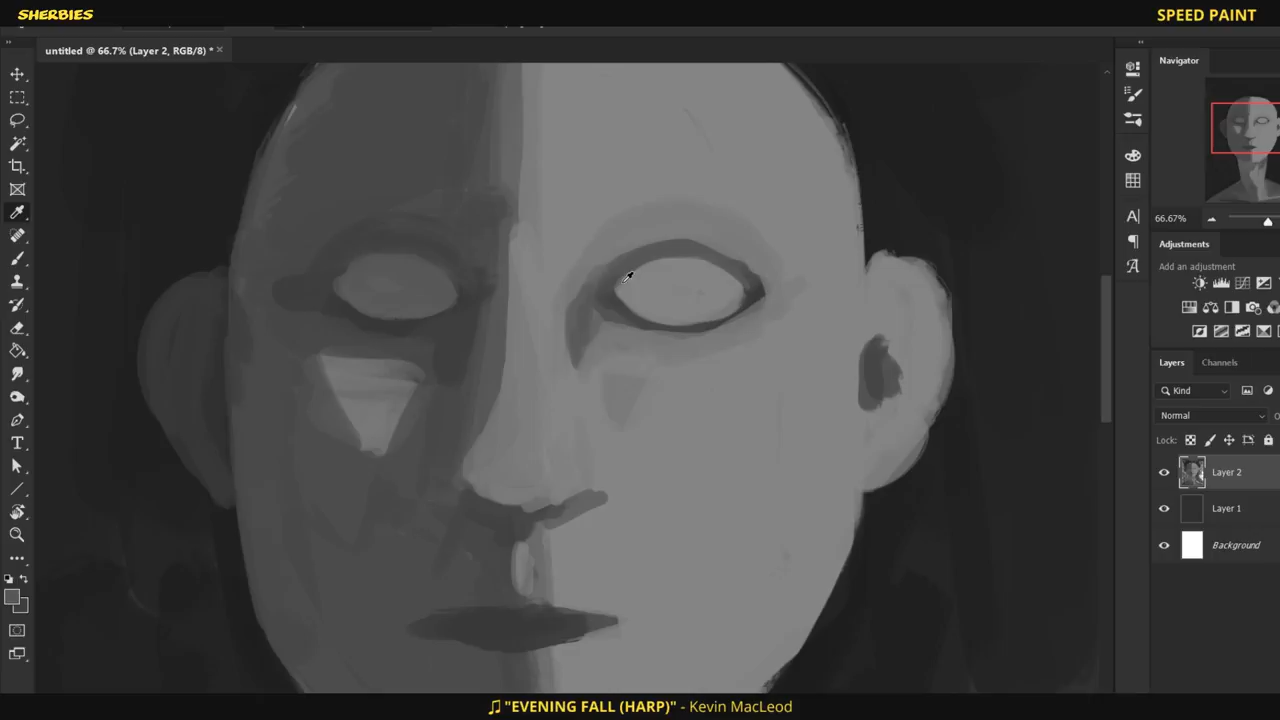 SHERBIES
SPEED PAINT
untitled @ 66.7% (Layer 2, RGB/8) *
Navigator
66.67%
Adjustments
Add an adjustment
Layers
Channels
Kind
Normal
Lock:
Layer 2
Layer 1
Background
"EVENING FALL (HARP)" - Kevin MacLeod